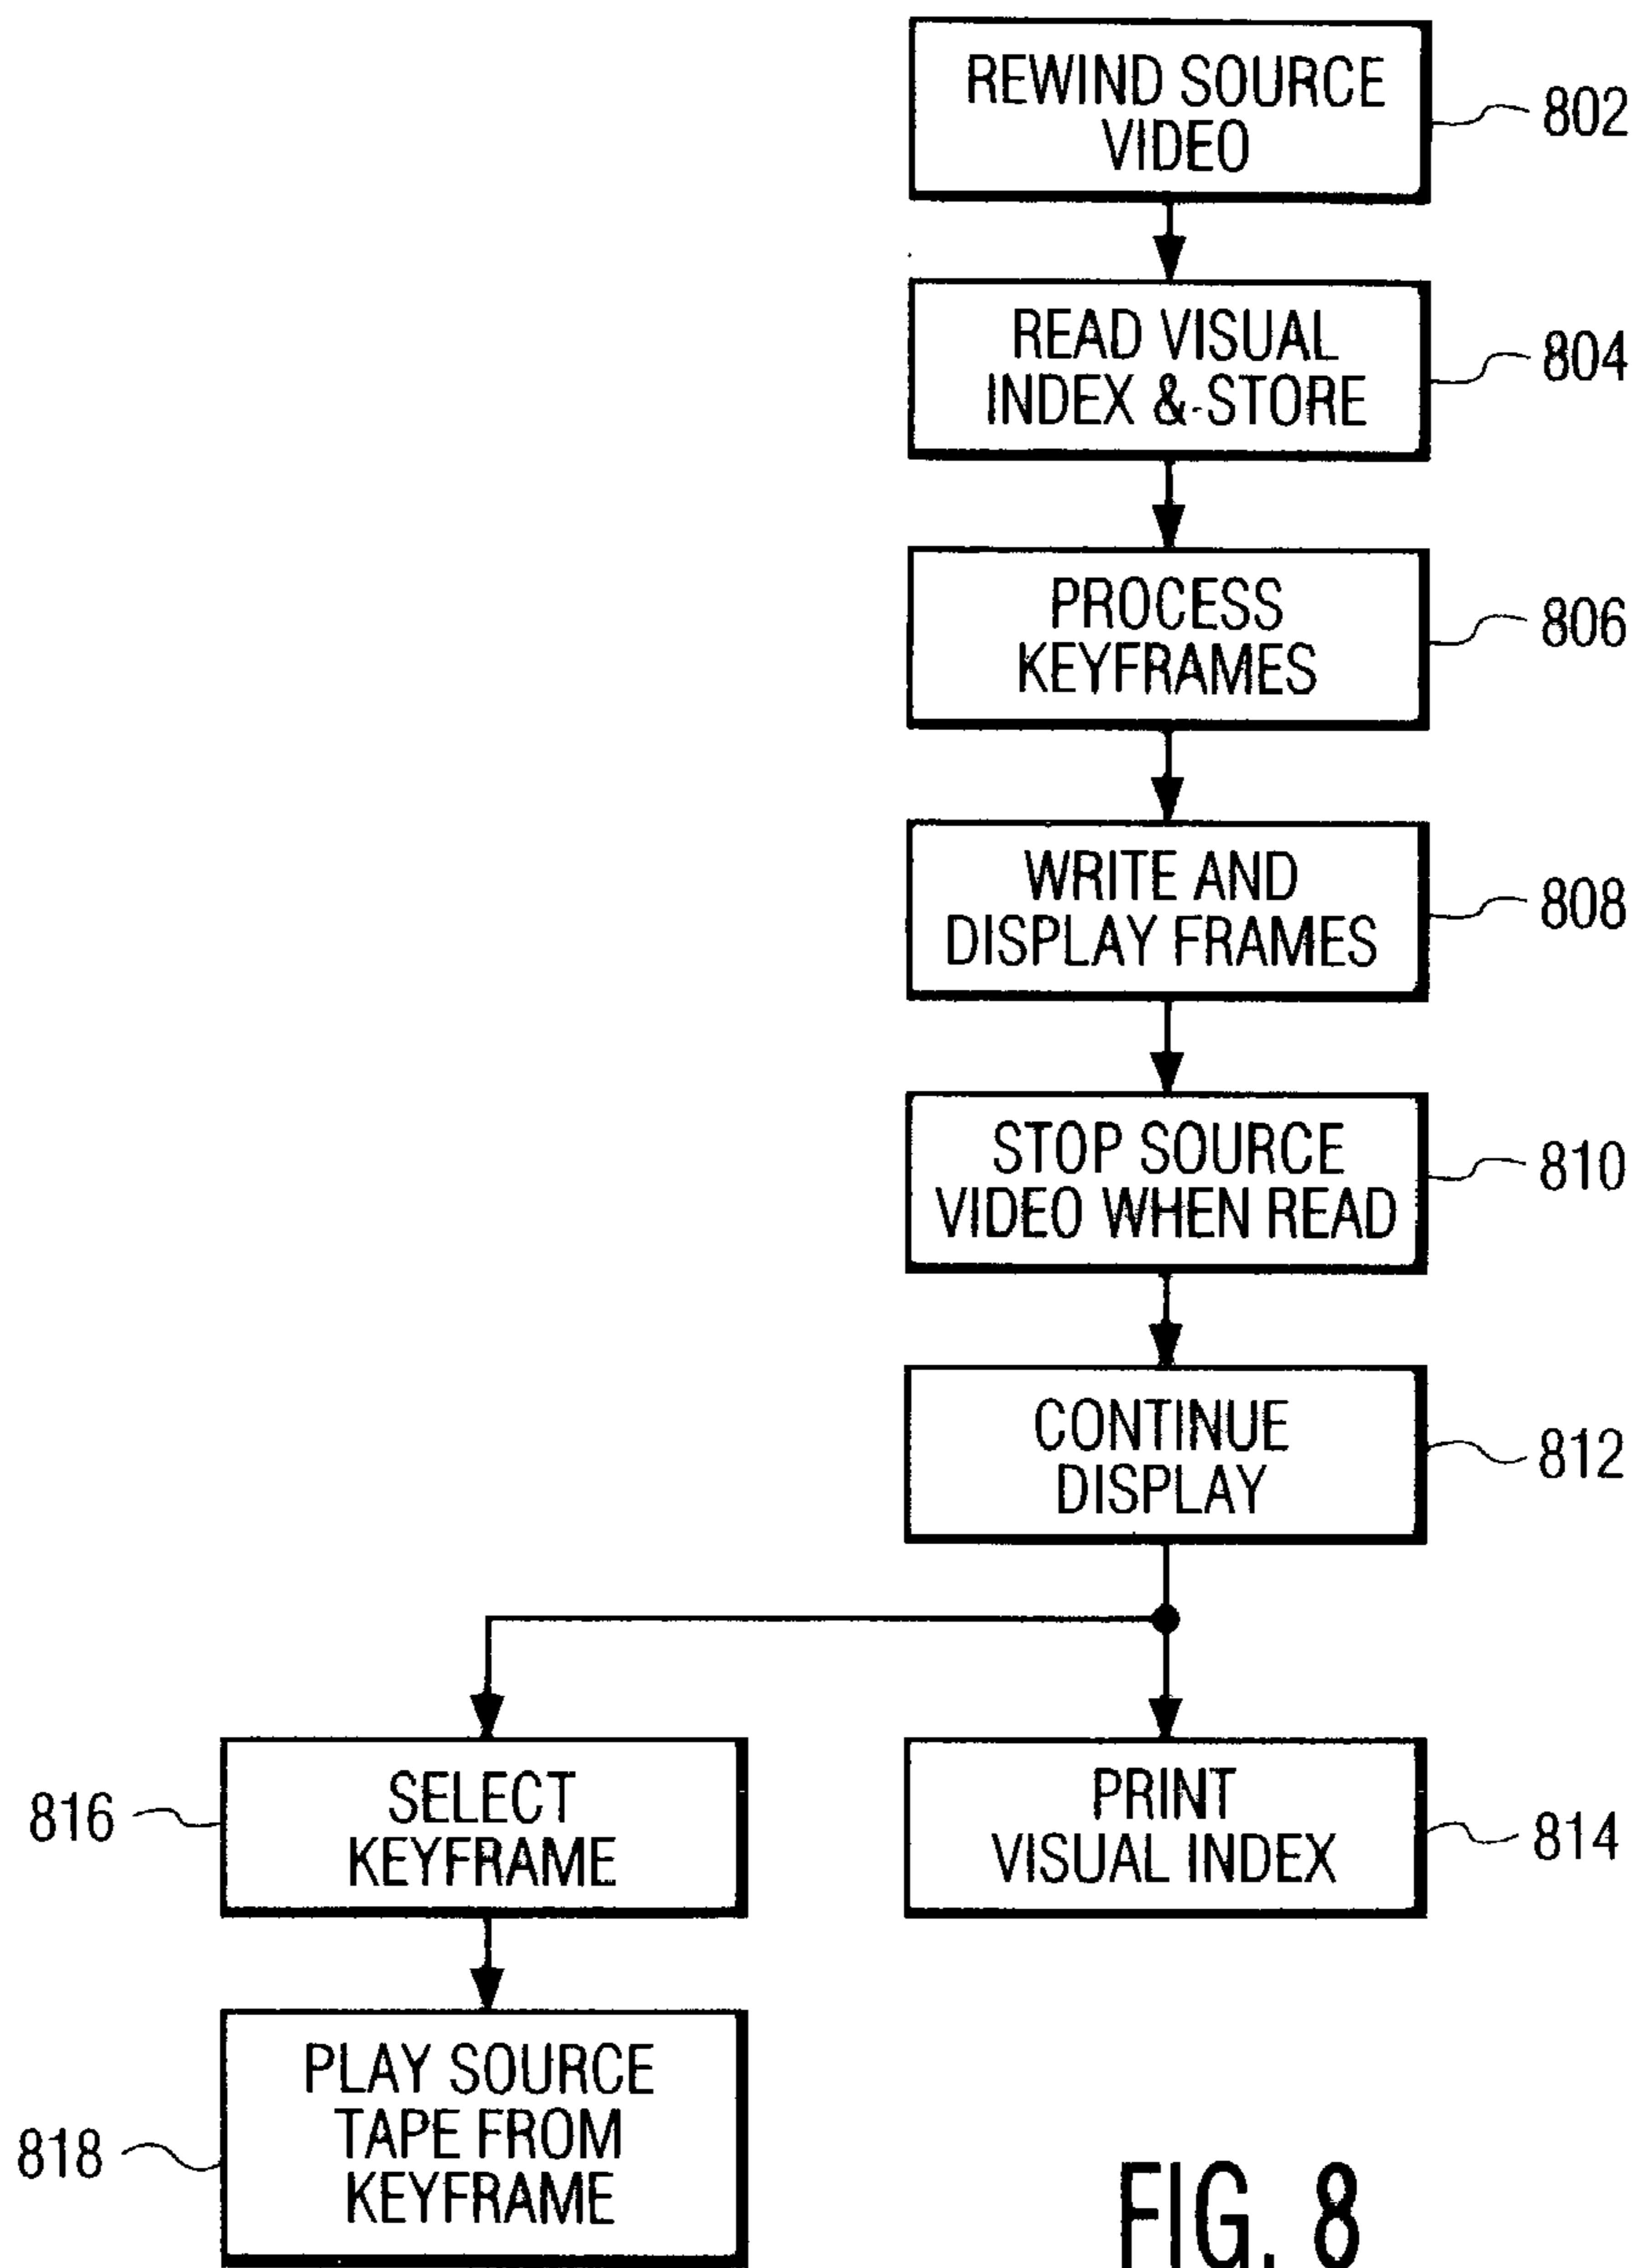 REWIND SOURCE
VIDEO
802
READ VISUAL
INDEX & STORE
804
PROCESS
KEYFRAMES
806
WRITE AND
DISPLAY FRAMES
808
STOP SOURCE
VIDEO WHEN READ
810
CONTINUE
DISPLAY
812
816
SELECT
KEYFRAME
PRINT
VISUAL INDEX
814
818
PLAY SOURCE
TAPE FROM
KEYFRAME
FIG. 8